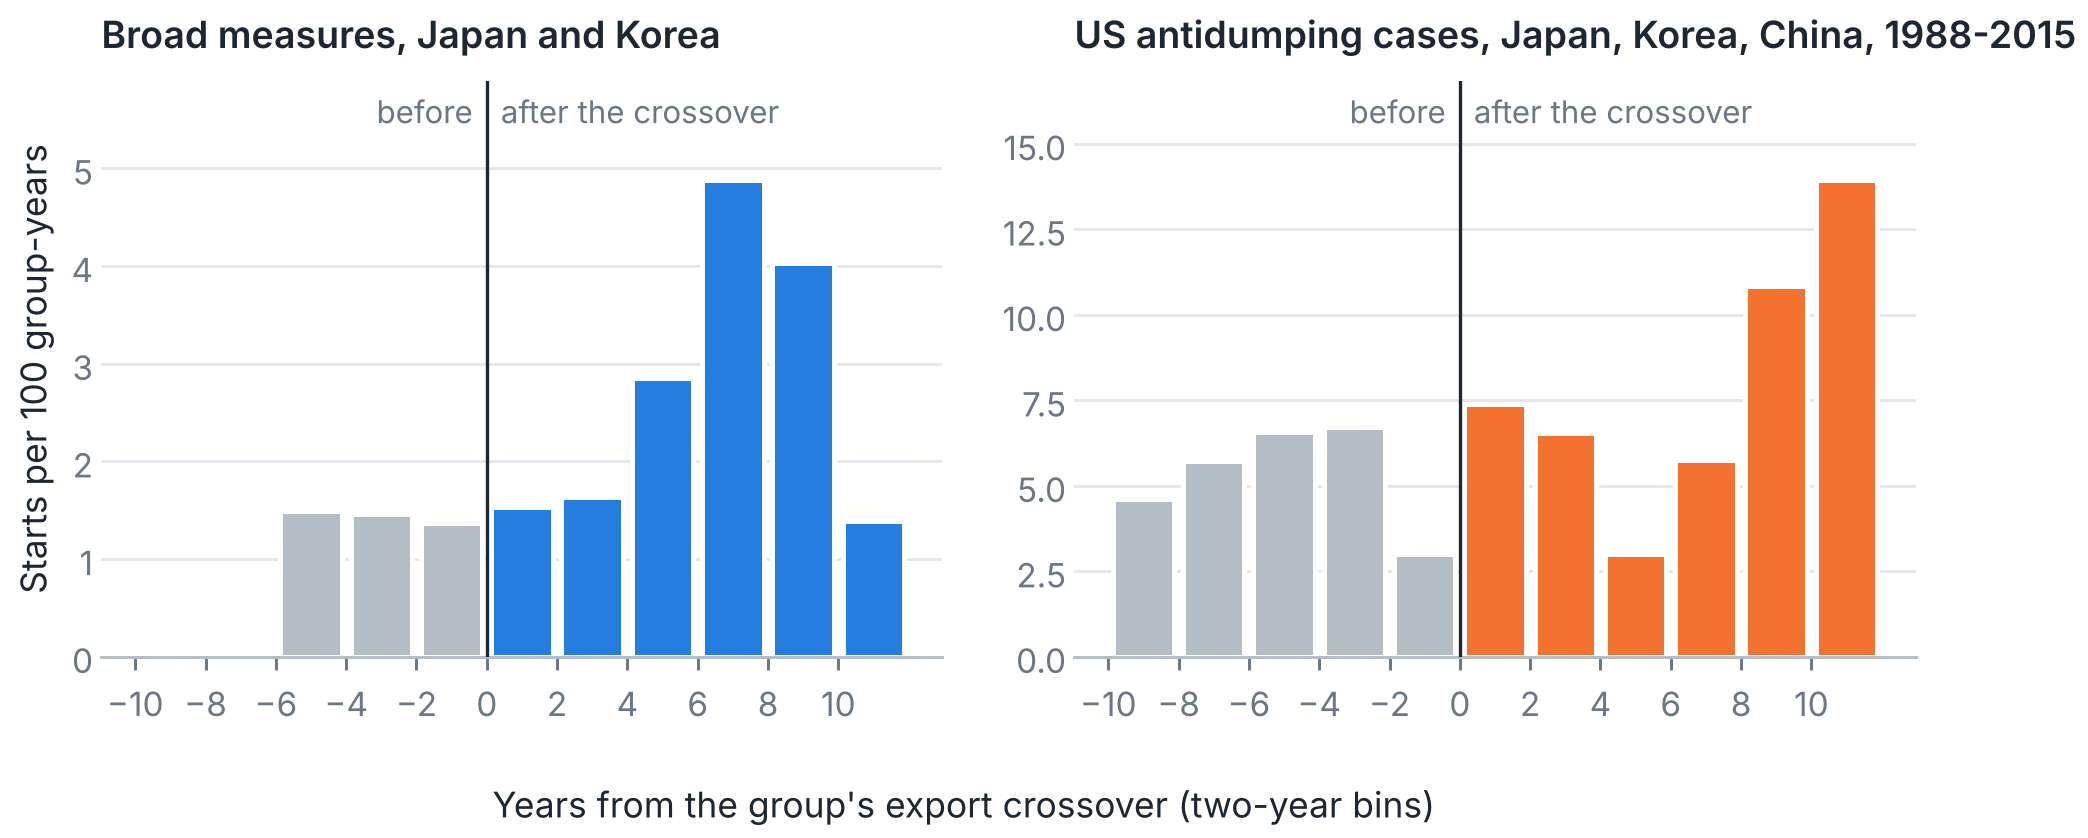 Broad measures, Japan and Korea
before
after the crossover
Starts per 100 group-years
5
4
3
2
1
0
−10 −8 −6 −4 −2 0 2 4 6 8 10
US antidumping cases, Japan, Korea, China, 1988-2015
before
after the crossover
15.0
12.5
10.0
7.5
5.0
2.5
0.0
−10 −8 −6 −4 −2 0 2 4 6 8 10
Years from the group's export crossover (two-year bins)